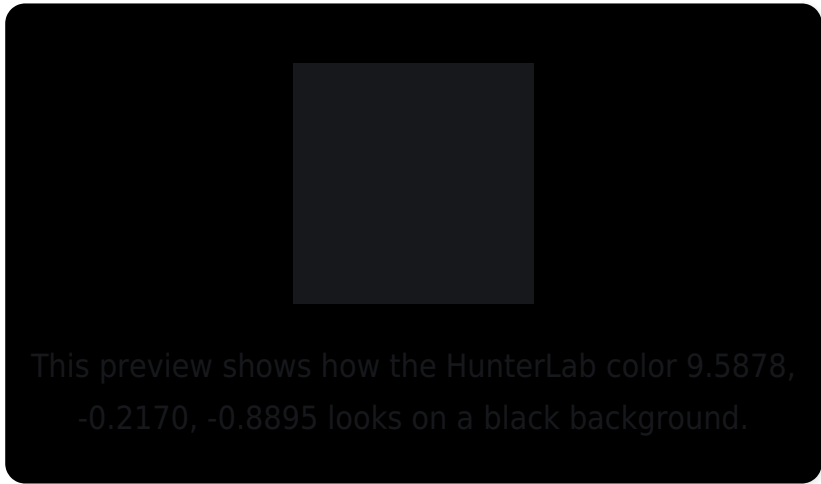 This preview shows how the HunterLab color 9.5878,
-0.2170, -0.8895 looks on a black background.